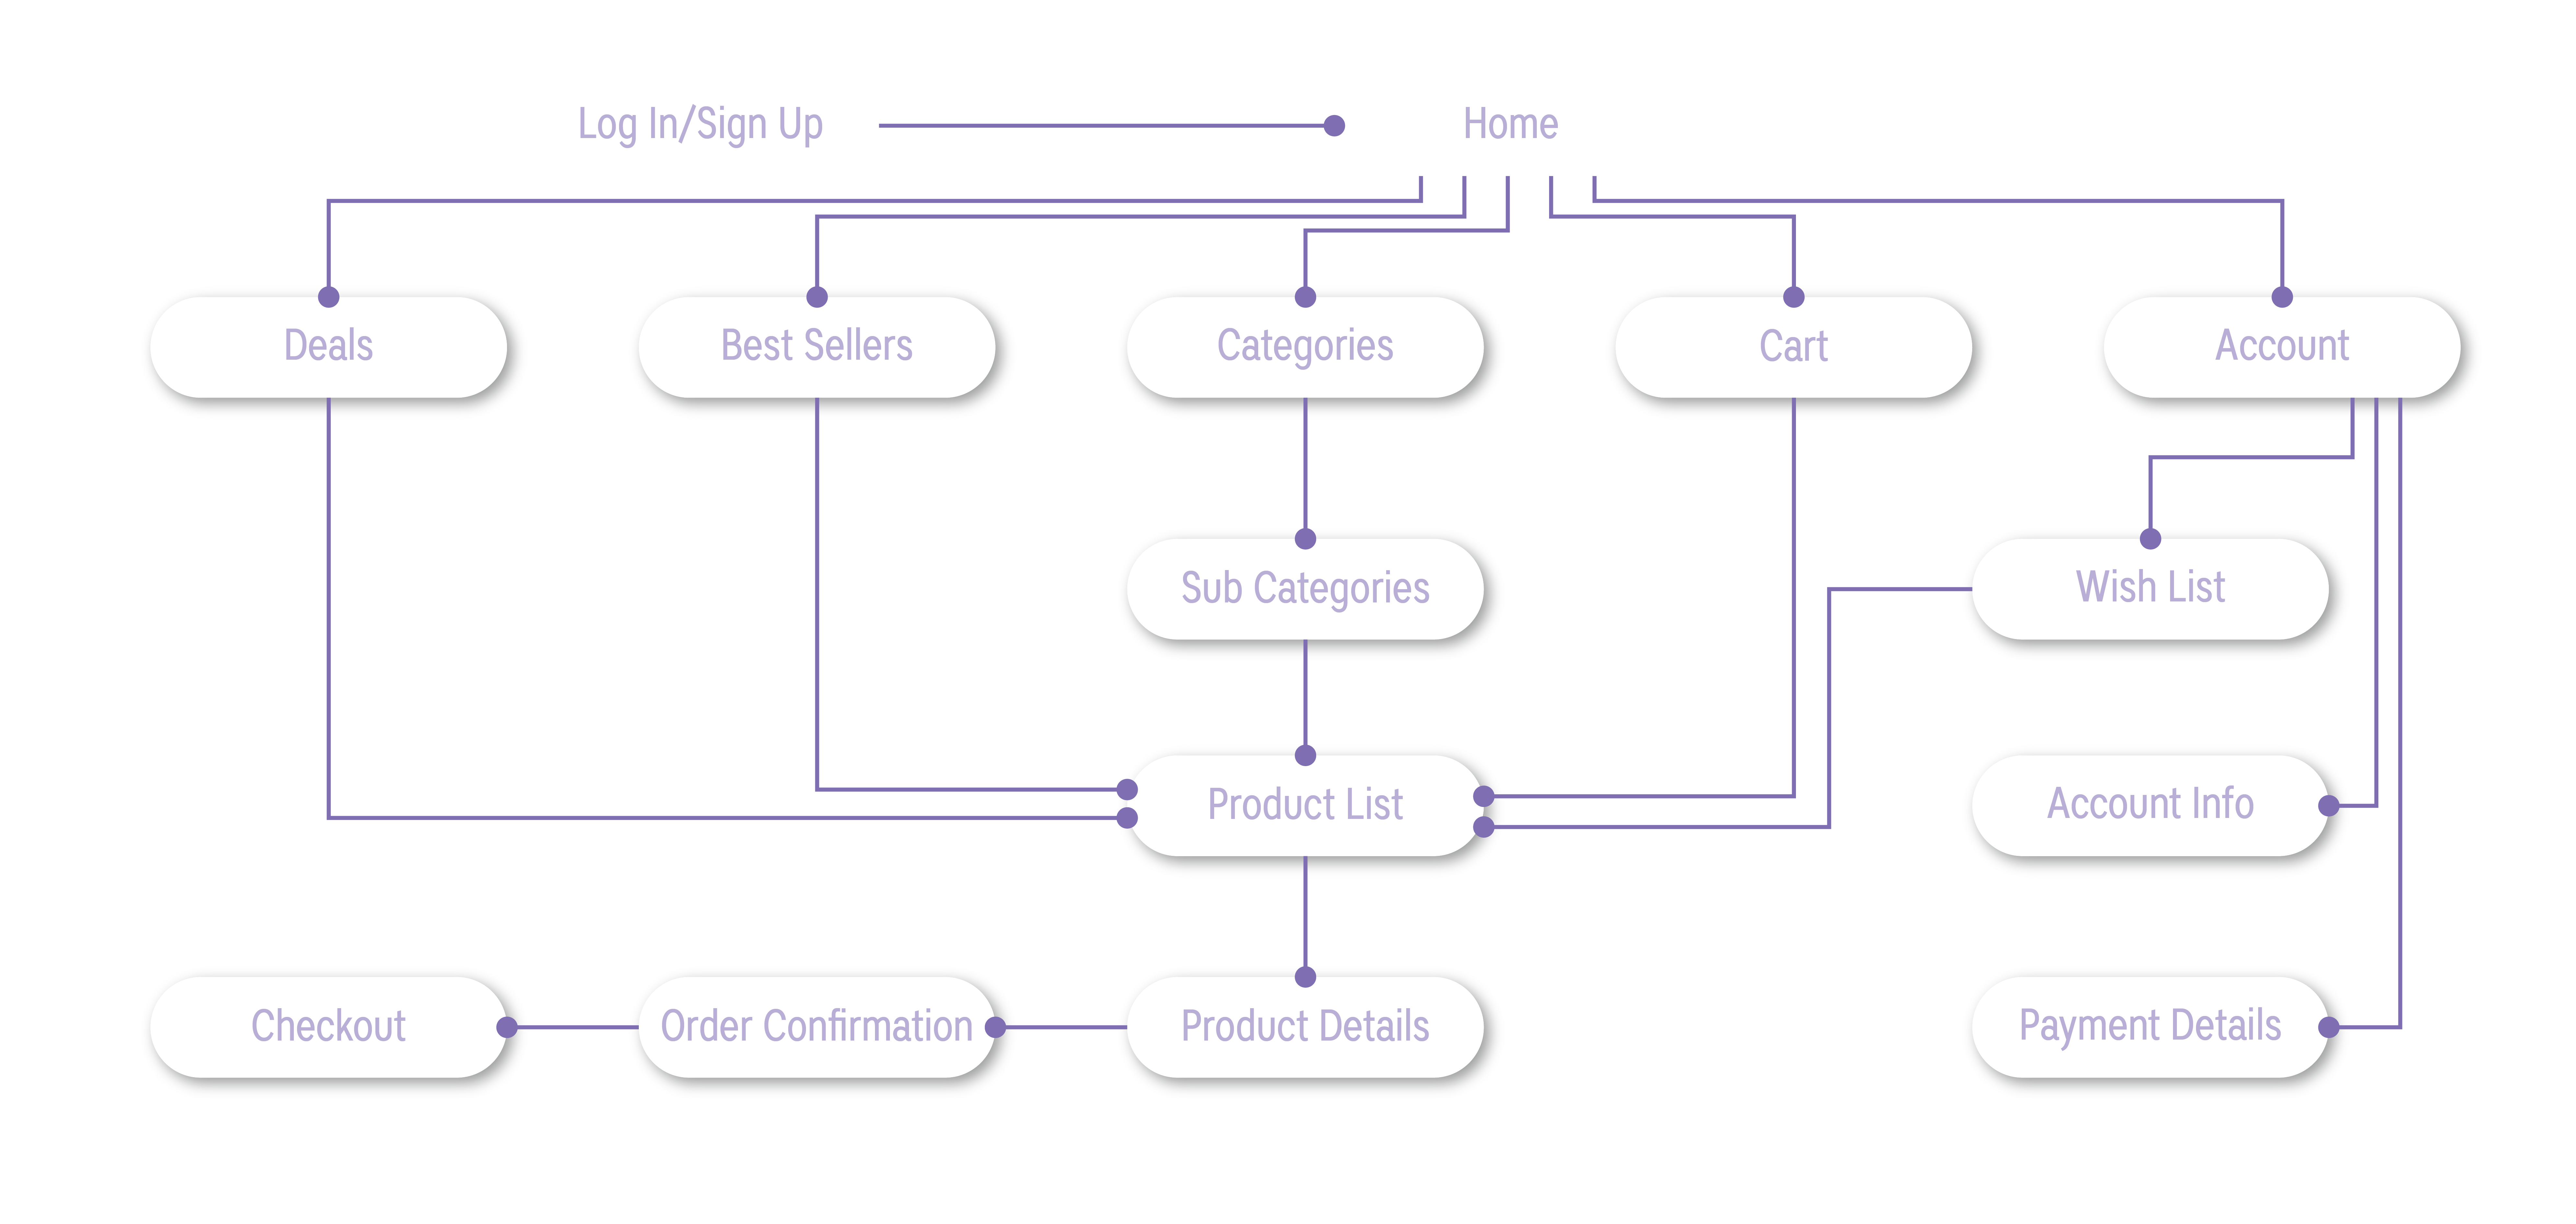 Log In/Sign Up
Home
Deals
Best Sellers
Categories
Cart
Account
Sub Categories
Wish List
Product List
Account Info
Checkout
Order Confirmation
Product Details
Payment Details